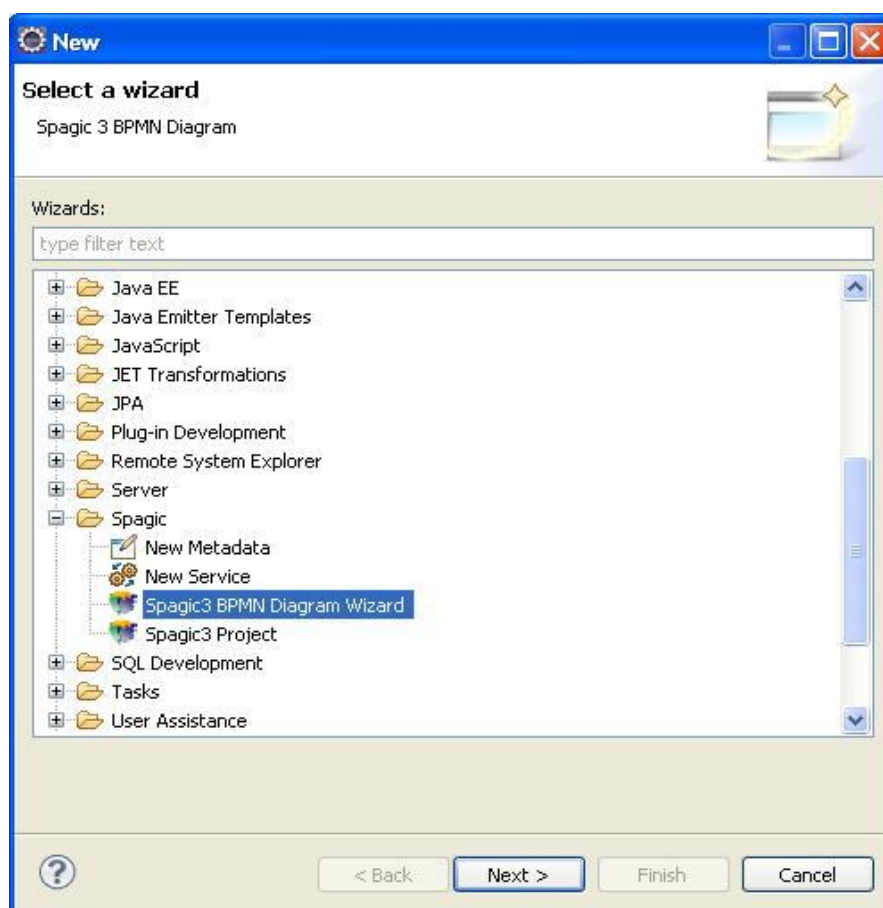 New
Select a wizard
Spagic 3 BPMN Diagram
Wizards:
type filter text
Java EE
Java Emitter Templates
JavaScript
JET Transformations
JPA
Plug-in Development
Remote System Explorer
Server
Spagic
New Metadata
New Service
Spagic3 BPMN Diagram Wizard
Spagic3 Project
SQL Development
Tasks
User Assistance
? < Back Next > Finish Cancel